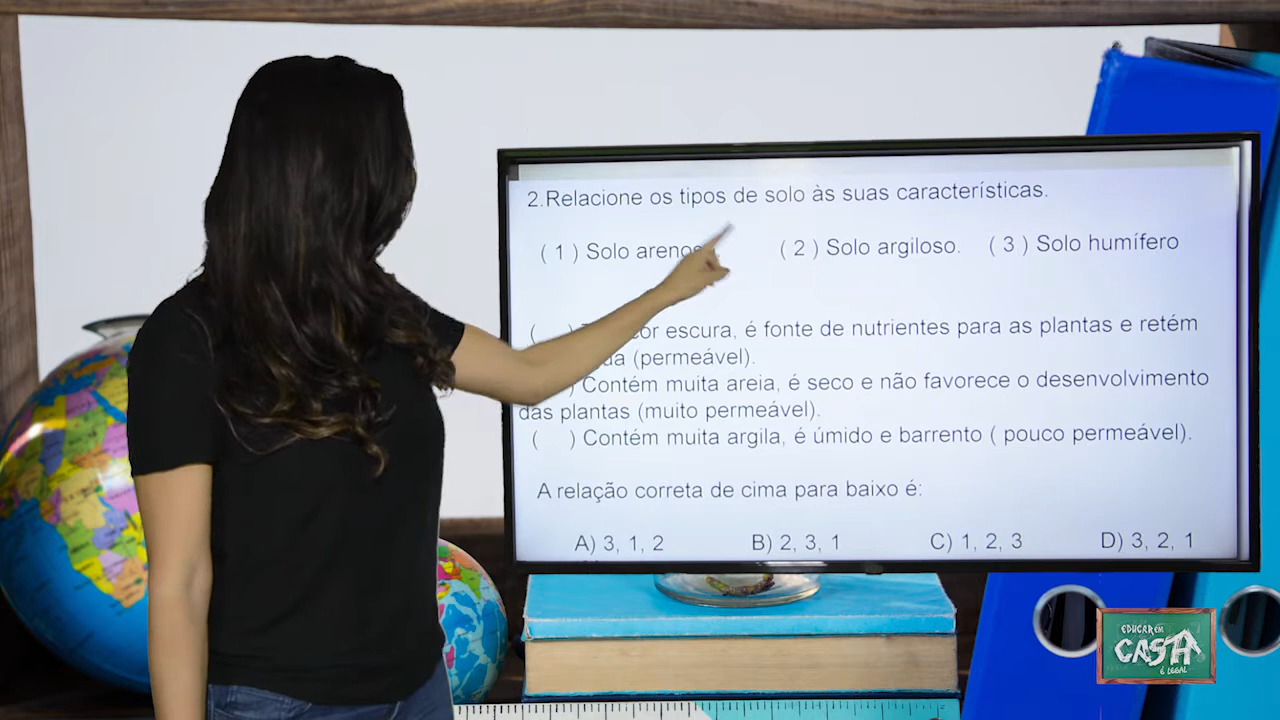 2.Relacione os tipos de solo às suas características.
( 1 ) Solo ( 2 ) Solo argiloso. ( 3 ) Solo humífero
( ) cor escura, é fonte de nutrientes para as plantas e retém
(permeável).
) Contém muita areia, é seco e não favorece o desenvolvimento
das plantas (muito permeável).
( ) Contém muita argila, é úmido e barrento ( pouco permeável).
A relação correta de cima para baixo é:
A) 3, 1, 2 B) 2, 3, 1 C) 1, 2, 3 D) 3, 2, 1
EDUCAR EM
CASA
É LEGAL